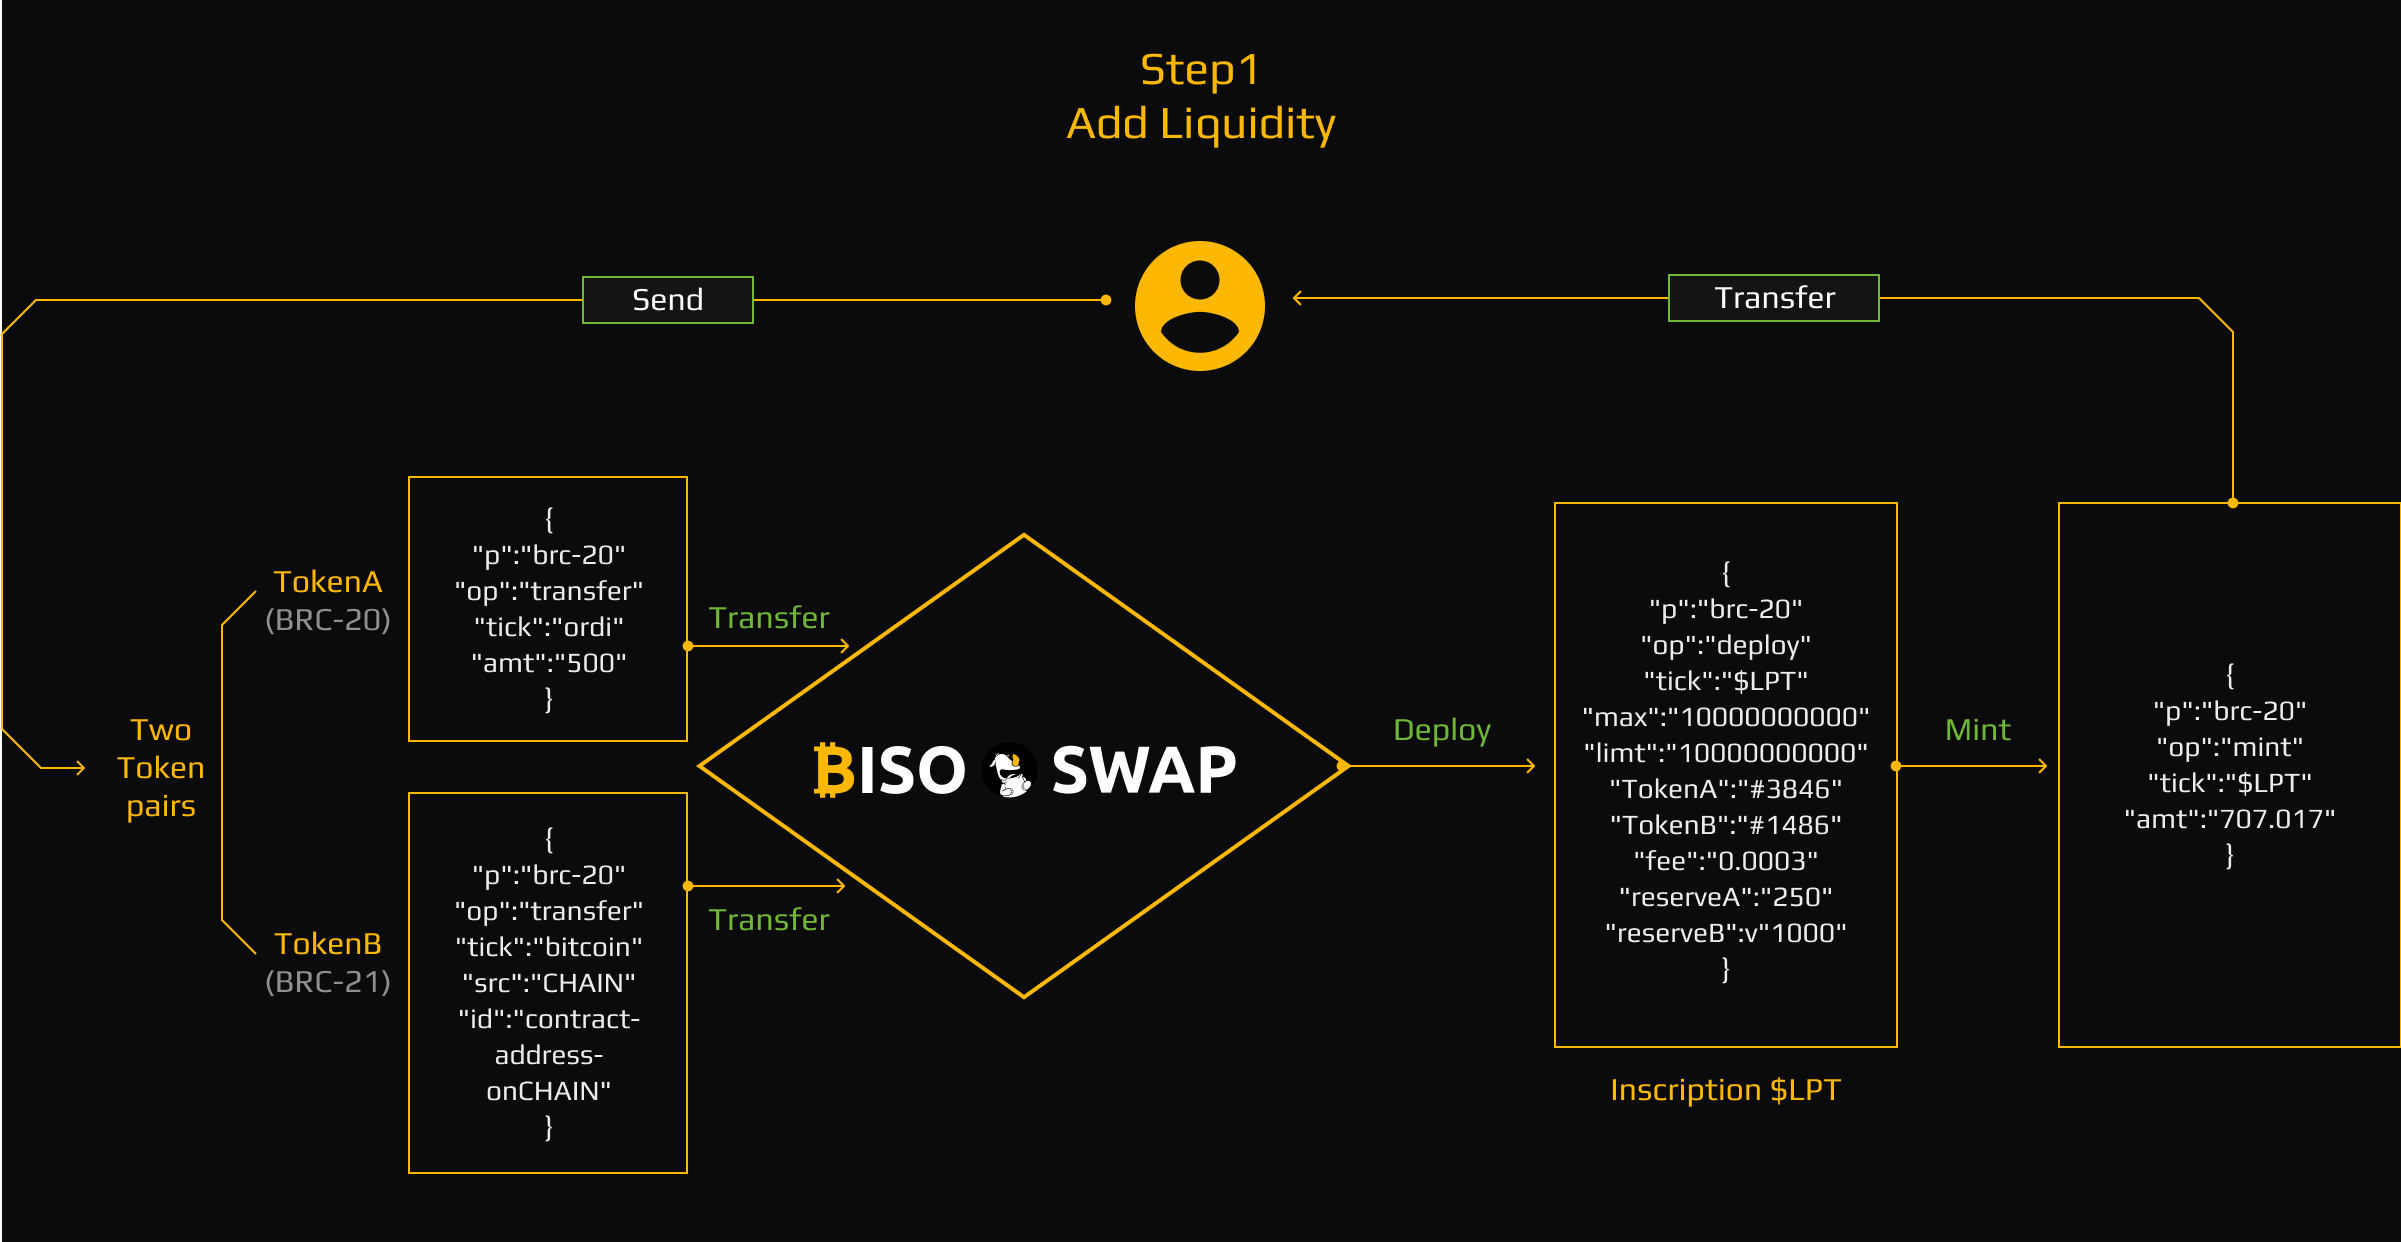 Step1
Add Liquidity
Send
Transfer
Two
Token
pairs
TokenA
(BRC-20)
{
"p":"brc-20"
"op":"transfer"
"tick":"ordi"
"amt":"500"
}
Transfer
TokenB
(BRC-21)
{
"p":"brc-20"
"op":"transfer"
"tick":"bitcoin"
"src":"CHAIN"
"id":"contract-
address-
onCHAIN"
}
Transfer
₿ISO SWAP
Deploy
{
"p":"brc-20"
"op":"deploy"
"tick":"$LPT"
"max":"10000000000"
"limt":"10000000000"
"TokenA":"#3846"
"TokenB":"#1486"
"fee":"0.0003"
"reserveA":"250"
"reserveB":v"1000"
}
Inscription $LPT
Mint
{
"p":"brc-20"
"op":"mint"
"tick":"$LPT"
"amt":"707.017"
}